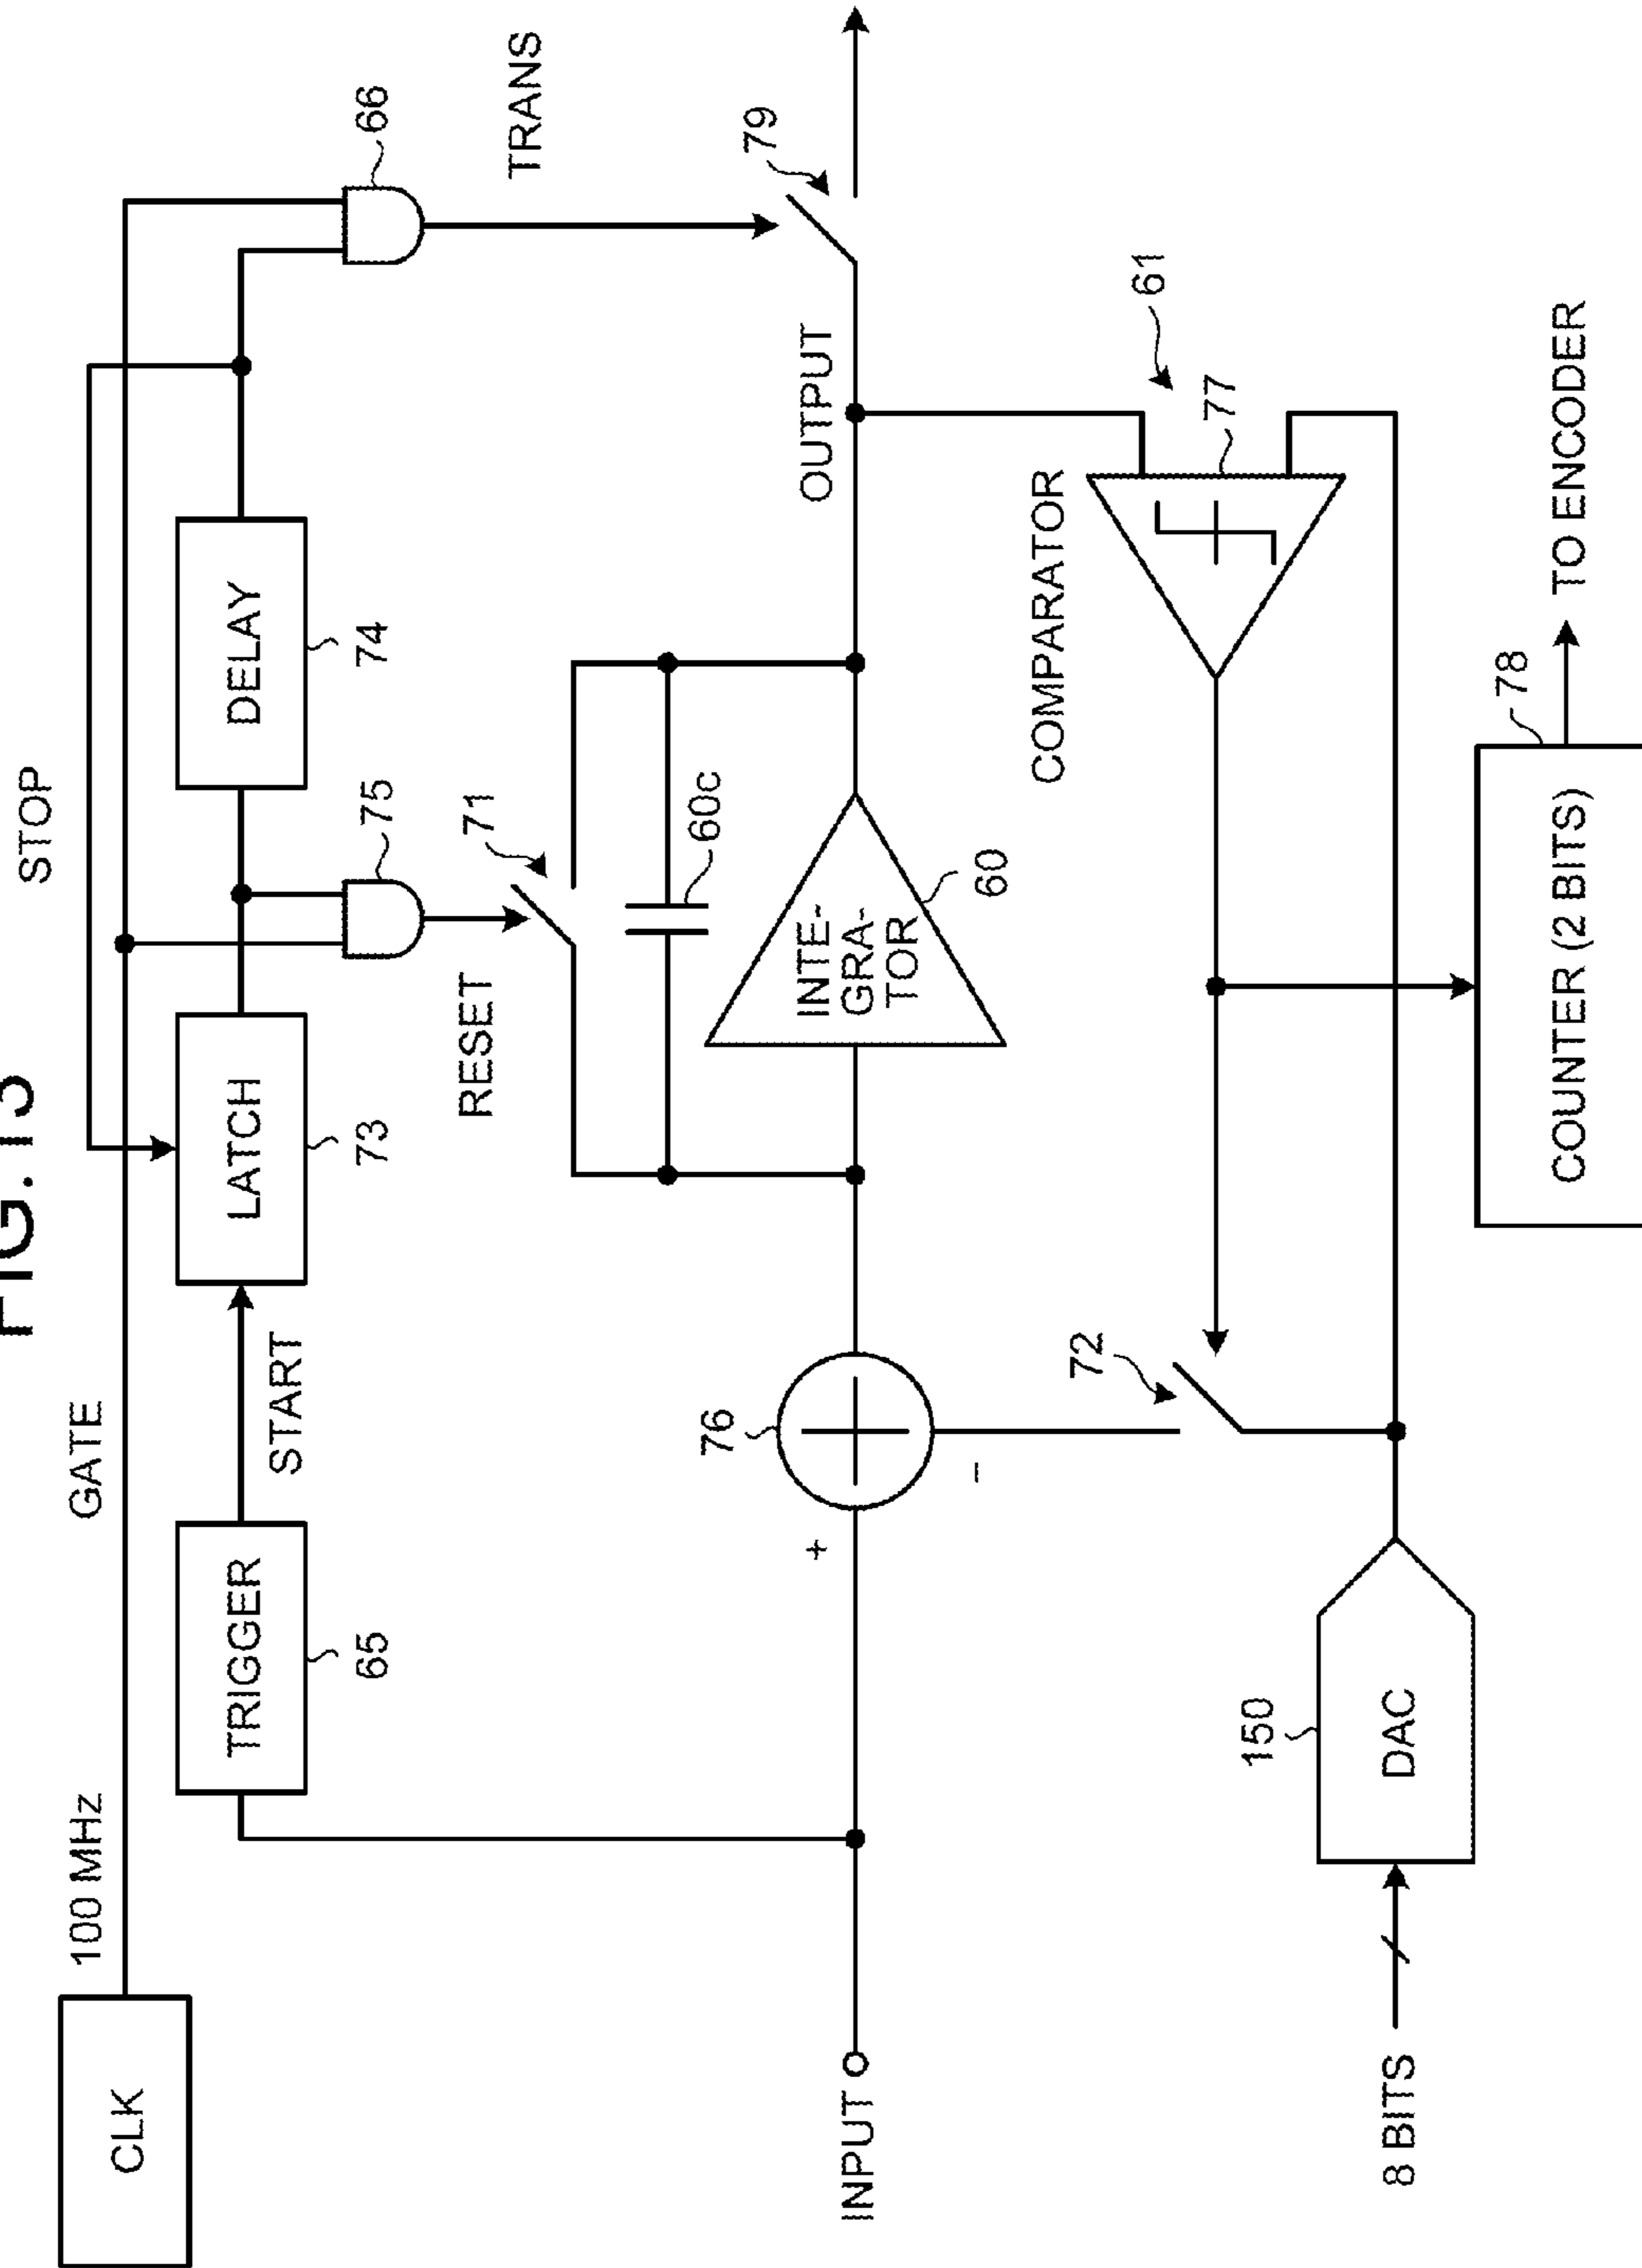 STOP
100 MHz
GATE
CLK
TRIGGER
LATCH
DELAY
START
65
73
74
75
66
RESET
71
TRANS
60c
79
76
+
INTE-
GRA-
TOR
OUTPUT
INPUT
60
−
72
COMPARATOR
61
77
150
DAC
8 BITS
78
COUNTER (2 BITS)
TO ENCODER